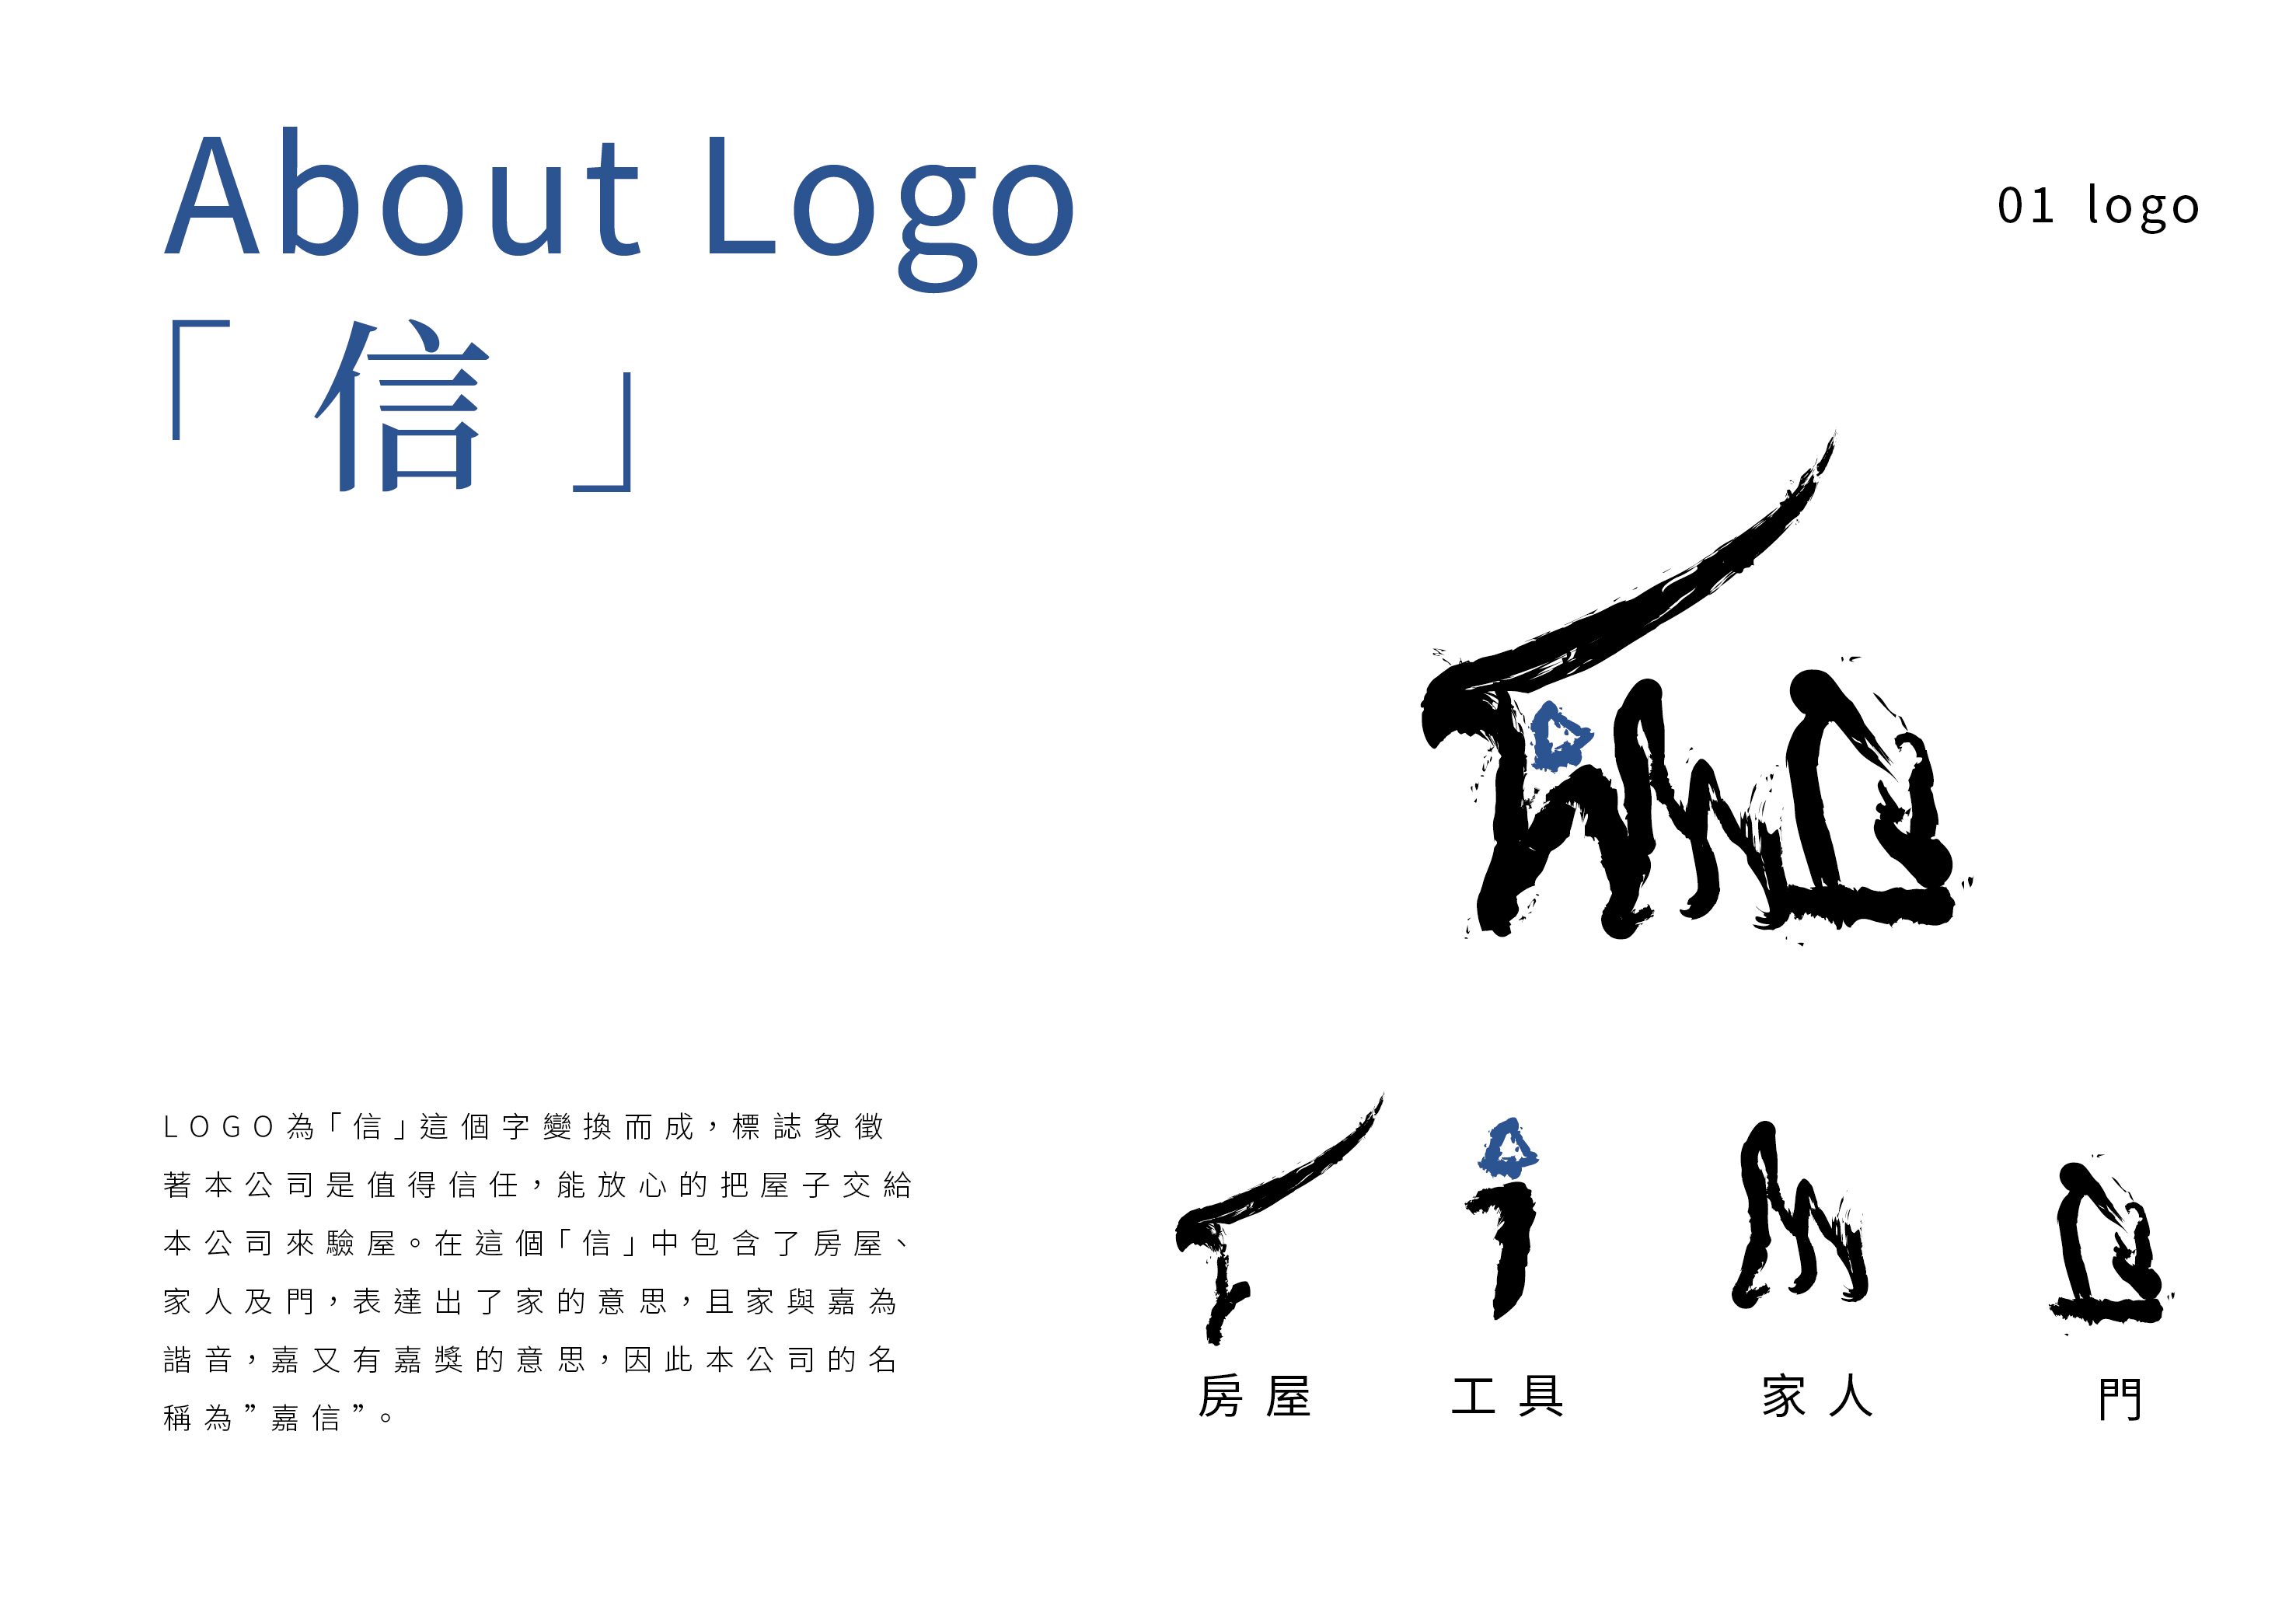 About Logo
01 logo
「信」
LOGO為「信」這個字變換而成，標誌象徵
著本公司是值得信任，能放心的把屋子交給
本公司來驗屋。在這個「信」中包含了房屋、
家人及門，表達出了家的意思，且家與嘉為
諧音，嘉又有嘉獎的意思，因此本公司的名
稱為”嘉信”。
房屋
工具
家人
門